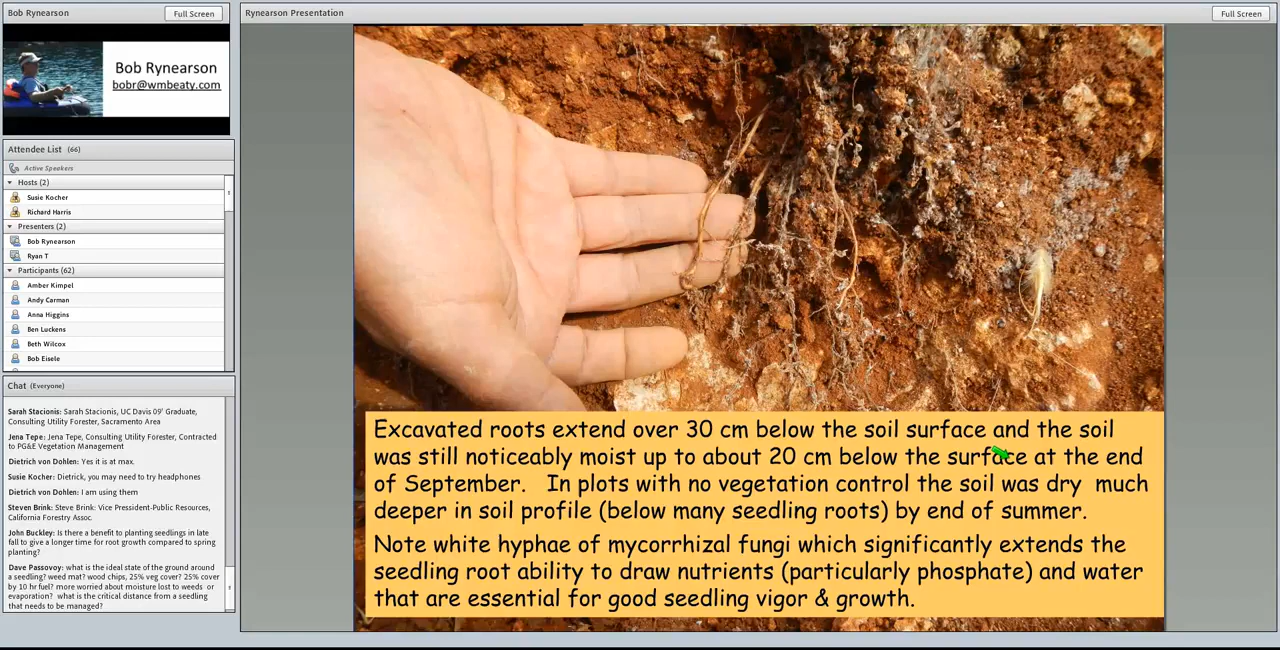 Bob Rynearson
Full Screen
Bob Rynearson
bobr@wmbeaty.com
Attendee List (66)
Active Speakers
Hosts (2)
Susie Kocher
Richard Harris
Presenters (2)
Bob Rynearson
Ryan T
Participants (62)
Amber Kimpel
Andy Carman
Anna Higgins
Ben Luckens
Beth Wilcox
Bob Eisele
Chat (Everyone)
Sarah Stacionis: Sarah Stacionis, UC Davis 09' Graduate,
Consulting Utility Forester, Sacramento Area
Jena Tepe: Jena Tepe, Consulting Utility Forester, Contracted
to PG&E Vegetation Management
Dietrich von Dohlen: Yes it is at max.
Susie Kocher: Dietrick, you may need to try headphones
Dietrich von Dohlen: I am using them
Steven Brink: Steve Brink: Vice President-Public Resources,
California Forestry Assoc.
John Buckley: Is there a benefit to planting seedlings in late
fall to give a longer time for root growth compared to spring
planting?
Dave Passovoy: what is the ideal state of the ground around
a seedling? weed mat? wood chips, 25% veg cover? 25% cover
by 10 hr fuel? more worried about moisture lost to weeds or
evaporation? what is the critical distance from a seedling
that needs to be managed?
Rynearson Presentation
Full Screen
Excavated roots extend over 30 cm below the soil surface and the soil
was still noticeably moist up to about 20 cm below the surface at the end
of September. In plots with no vegetation control the soil was dry much
deeper in soil profile (below many seedling roots) by end of summer.
Note white hyphae of mycorrhizal fungi which significantly extends the
seedling root ability to draw nutrients (particularly phosphate) and water
that are essential for good seedling vigor & growth.